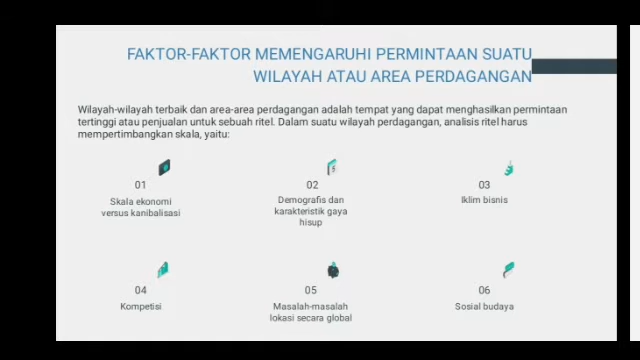 FAKTOR-FAKTOR MEMENGARUHI PERMINTAAN SUATU
WILAYAH ATAU AREA PERDAGANGAN
Wilayah-wilayah terbaik dan area-area perdagangan adalah tempat yang dapat menghasilkan permintaan
tertinggi atau penjualan untuk sebuah ritel. Dalam suatu wilayah perdagangan, analisis ritel harus
mempertimbangkan skala, yaitu:
01
Skala ekonomi
versus kanibalisasi
02
Demografis dan
karakteristik gaya
hisup
03
Iklim bisnis
04
Kompetisi
05
Masalah-masalah
lokasi secara global
06
Sosial budaya